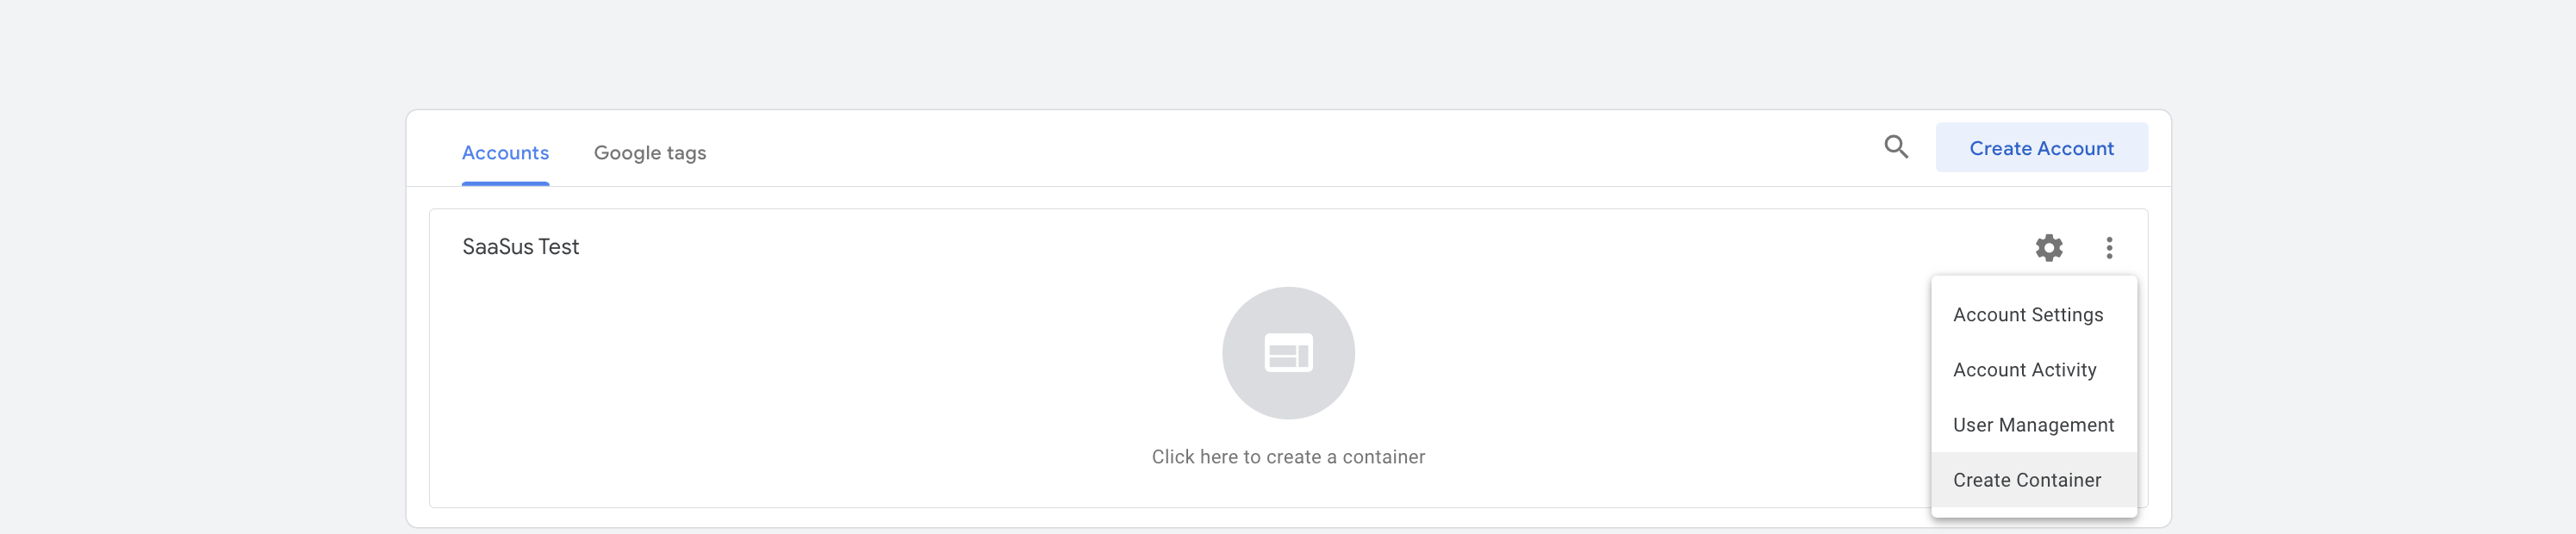 Accounts
Google tags
Create Account
SaaSus Test
Click here to create a container
Account Settings
Account Activity
User Management
Create Container